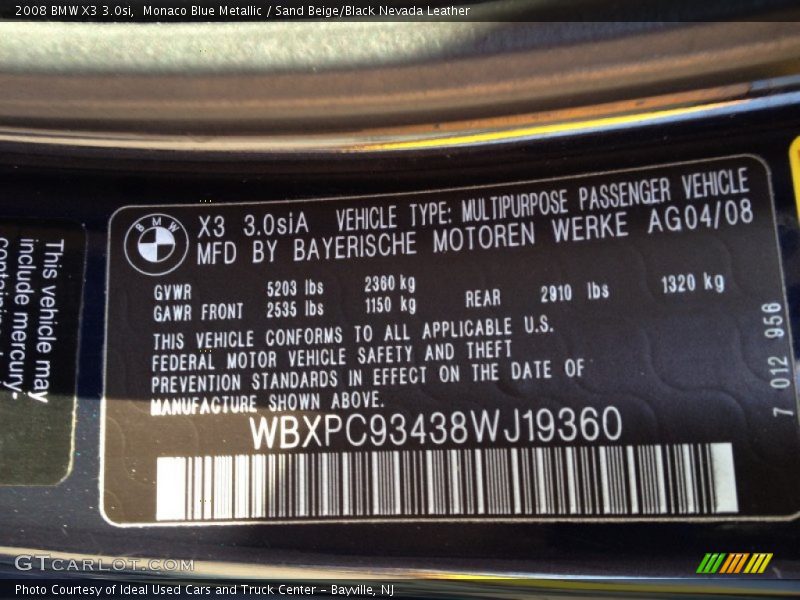 2008 BMW X3 3.0si, Monaco Blue Metallic / Sand Beige/Black Nevada Leather
BMW
X3 3.0siA VEHICLE TYPE: MULTIPURPOSE PASSENGER VEHICLE
MFD BY BAYERISCHE MOTOREN WERKE AG04/08
GVWR 5203 lbs 2360 kg
GAWR FRONT 2535 lbs 1150 kg REAR 2910 lbs 1320 kg
THIS VEHICLE CONFORMS TO ALL APPLICABLE U.S.
FEDERAL MOTOR VEHICLE SAFETY AND THEFT
PREVENTION STANDARDS IN EFFECT ON THE DATE OF
MANUFACTURE SHOWN ABOVE.
WBXPC93438WJ19360
7 012 956
This vehicle may
include mercury-
GTCARLOT.COM
Photo Courtesy of Ideal Used Cars and Truck Center – Bayville, NJ